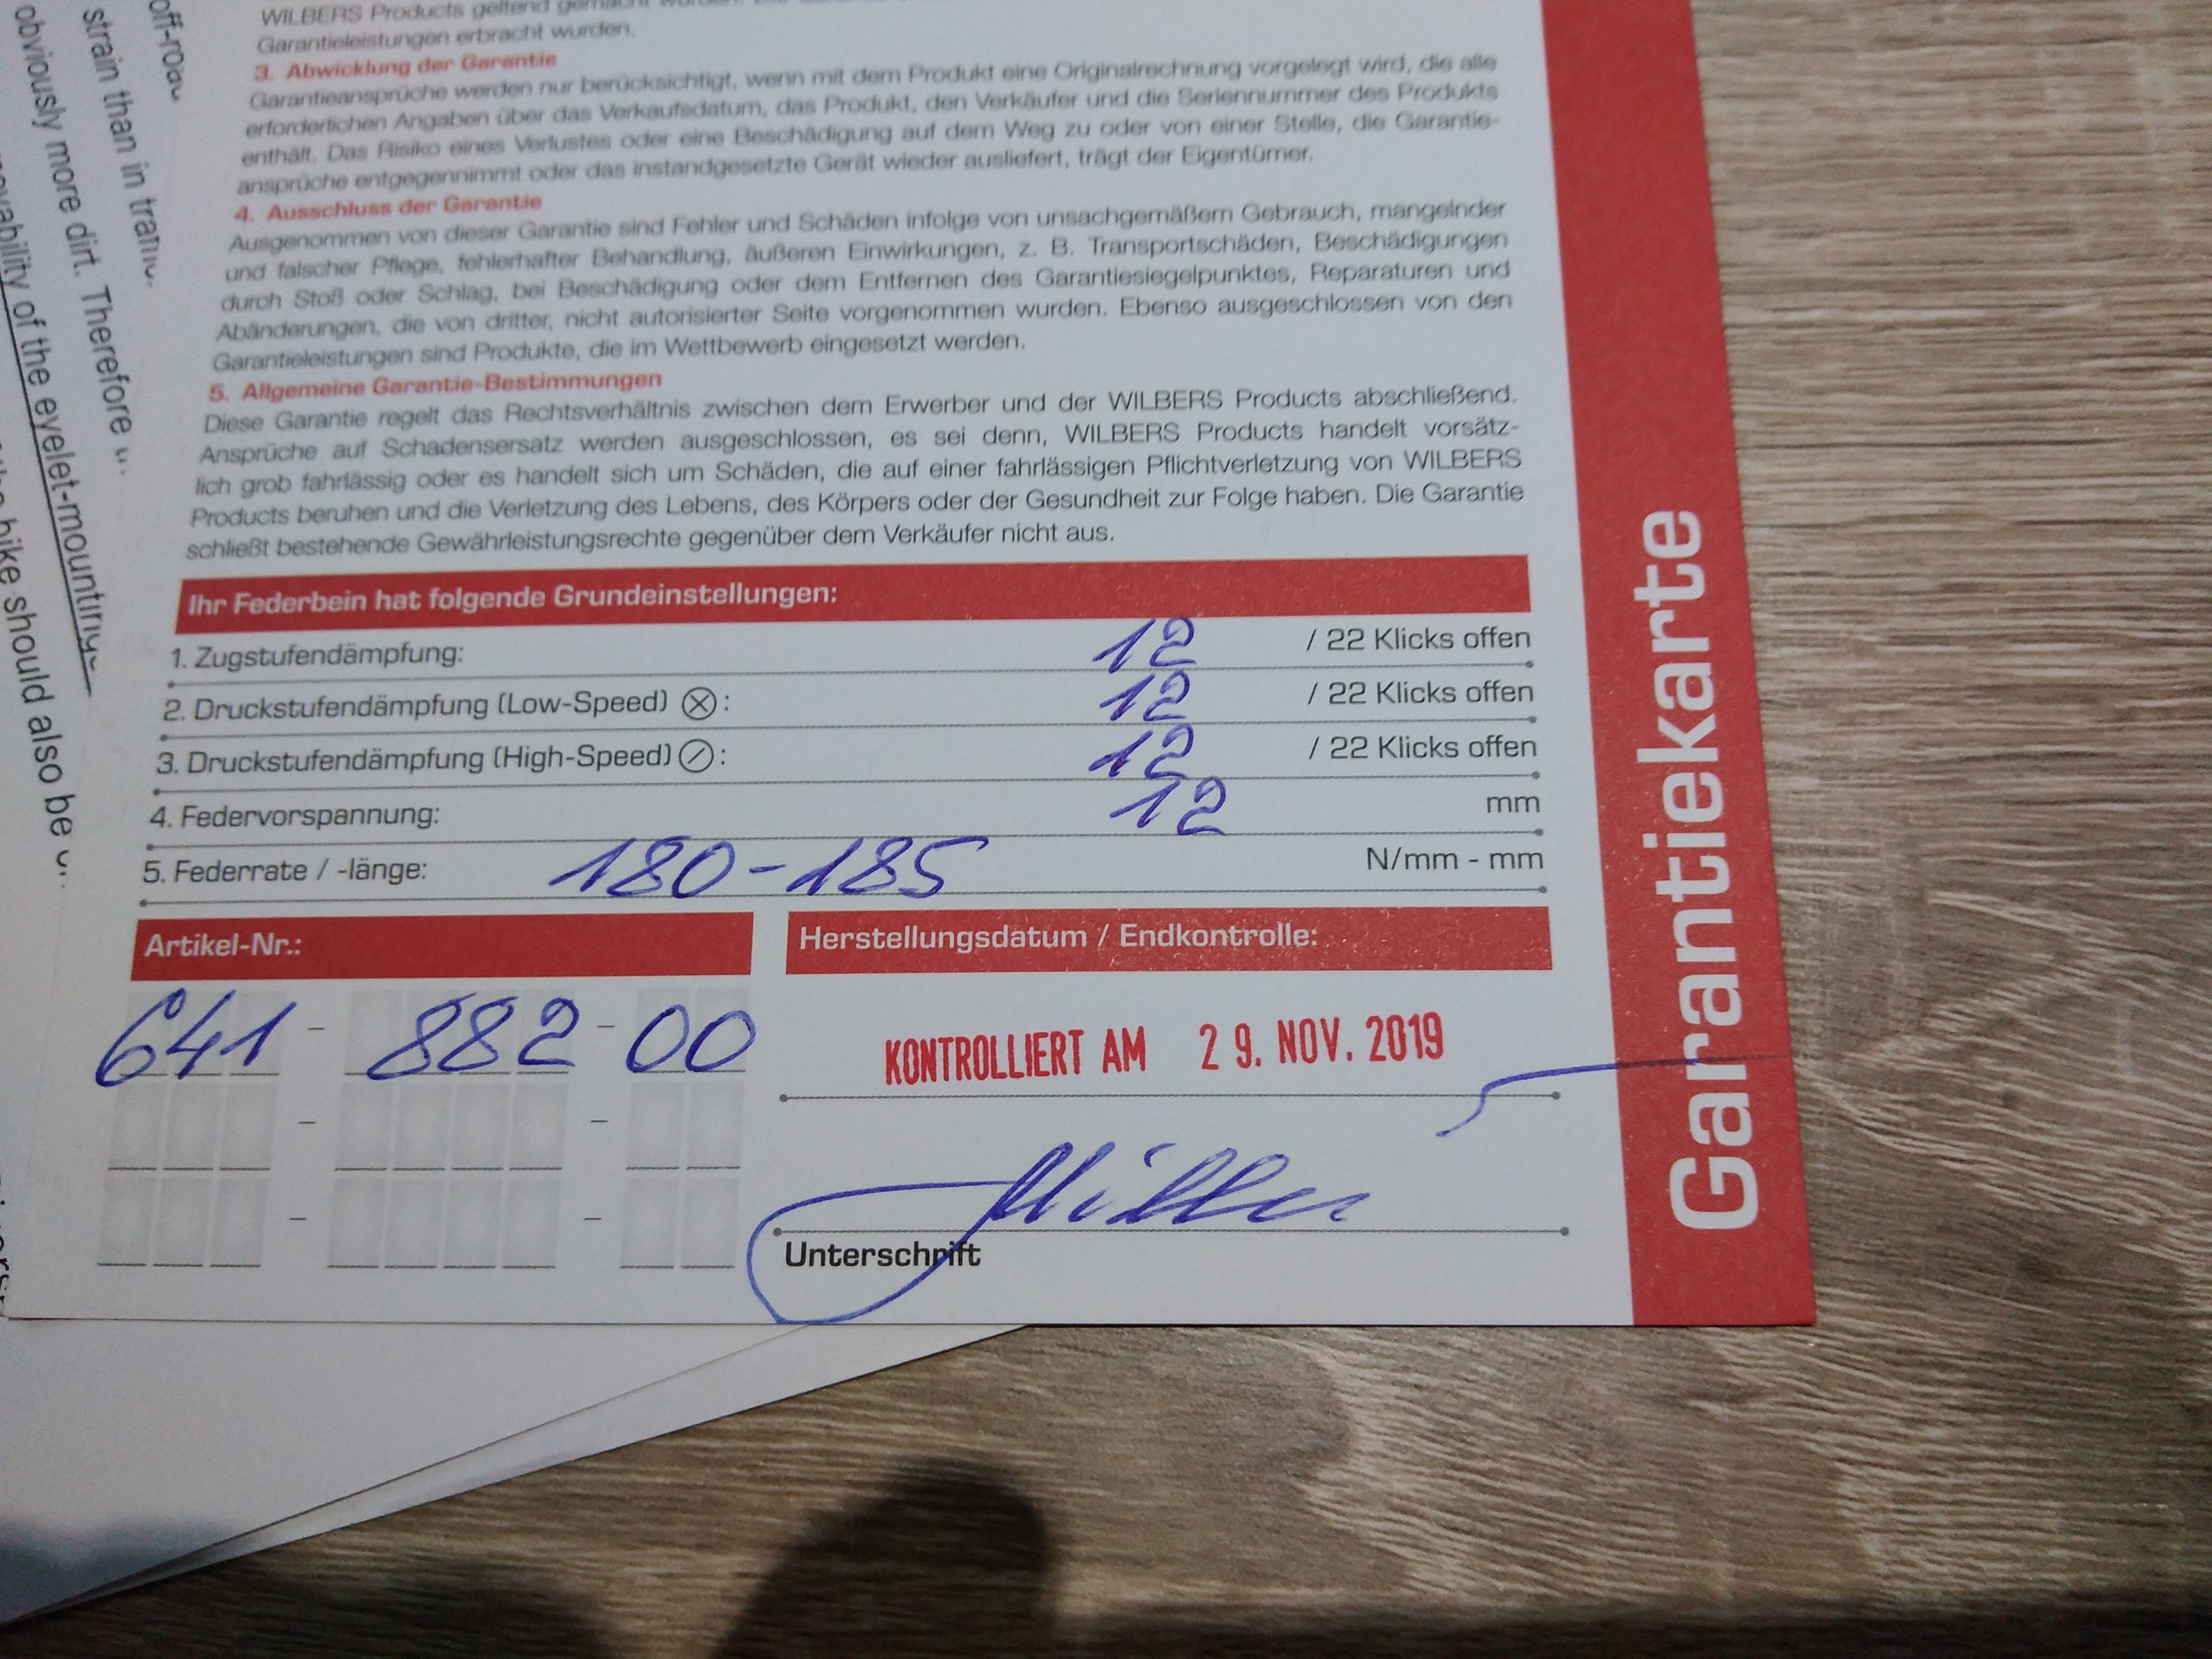 off-road
strain than in traffic.
obviously more dirt. Therefore
of the eyelet-mounting
bike should also be
WILBERS Products geltend gemacht wurden.
Garantieleistungen erbracht wurden.
3. Abwicklung der Garantie
Garantieansprüche werden nur berücksichtigt, wenn mit dem Produkt eine Originalrechnung vorgelegt wird, die alle
erforderlichen Angaben über das Verkaufsdatum, das Produkt, den Verkäufer und die Seriennummer des Produkts
enthält. Das Risiko eines Verlustes oder eine Beschädigung auf dem Weg zu oder von einer Stelle, die Garantie-
ansprüche entgegennimmt oder das instandgesetzte Gerät wieder ausliefert, trägt der Eigentümer.
4. Ausschluss der Garantie
Ausgenommen von dieser Garantie sind Fehler und Schäden infolge von unsachgemäßem Gebrauch, mangelnder
und falscher Pflege, fehlerhafter Behandlung, äußeren Einwirkungen, z. B. Transportschäden, Beschädigungen
durch Stoß oder Schlag, bei Beschädigung oder dem Entfernen des Garantiesiegelpunktes, Reparaturen und
Abänderungen, die von dritter, nicht autorisierter Seite vorgenommen wurden. Ebenso ausgeschlossen von den
Garantieleistungen sind Produkte, die im Wettbewerb eingesetzt werden.
5. Allgemeine Garantie-Bestimmungen
Diese Garantie regelt das Rechtsverhältnis zwischen dem Erwerber und der WILBERS Products abschließend.
Ansprüche auf Schadensersatz werden ausgeschlossen, es sei denn, WILBERS Products handelt vorsätz-
lich grob fahrlässig oder es handelt sich um Schäden, die auf einer fahrlässigen Pflichtverletzung von WILBERS
Products beruhen und die Verletzung des Lebens, des Körpers oder der Gesundheit zur Folge haben. Die Garantie
schließt bestehende Gewährleistungsrechte gegenüber dem Verkäufer nicht aus.
Ihr Federbein hat folgende Grundeinstellungen:
1. Zugstufendämpfung: 12 / 22 Klicks offen
2. Druckstufendämpfung (Low-Speed) ⊗: 12 / 22 Klicks offen
3. Druckstufendämpfung (High-Speed) ⊘: 12 / 22 Klicks offen
4. Federvorspannung: 12 mm
5. Federrate / -länge: 180-185 N/mm - mm
Artikel-Nr.:
641 - 882 - 00
Herstellungsdatum / Endkontrolle:
KONTROLLIERT AM 29. NOV. 2019
Unterschrift
Garantiekarte